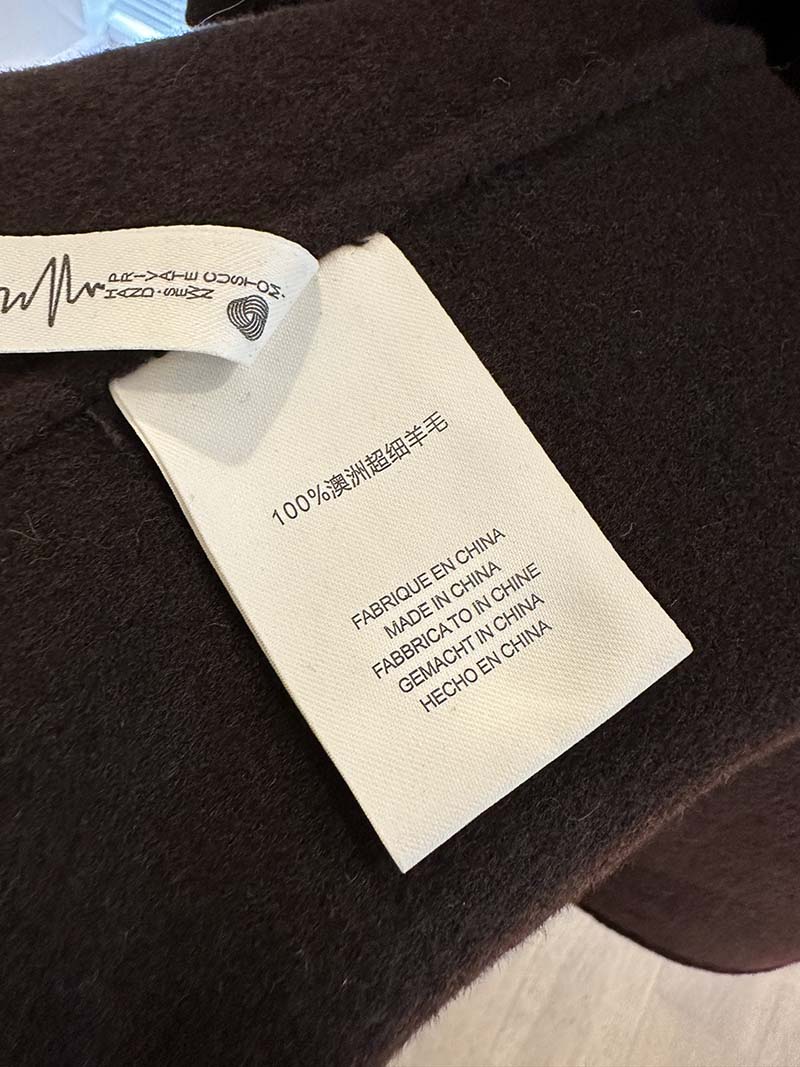 PRIVATE CUSTOM.
HAND.SEWN
100%澳洲超细羊毛
FABRIQUE EN CHINA
MADE IN CHINA
FABBRICATO IN CHINE
GEMACHT IN CHINA
HECHO EN CHINA